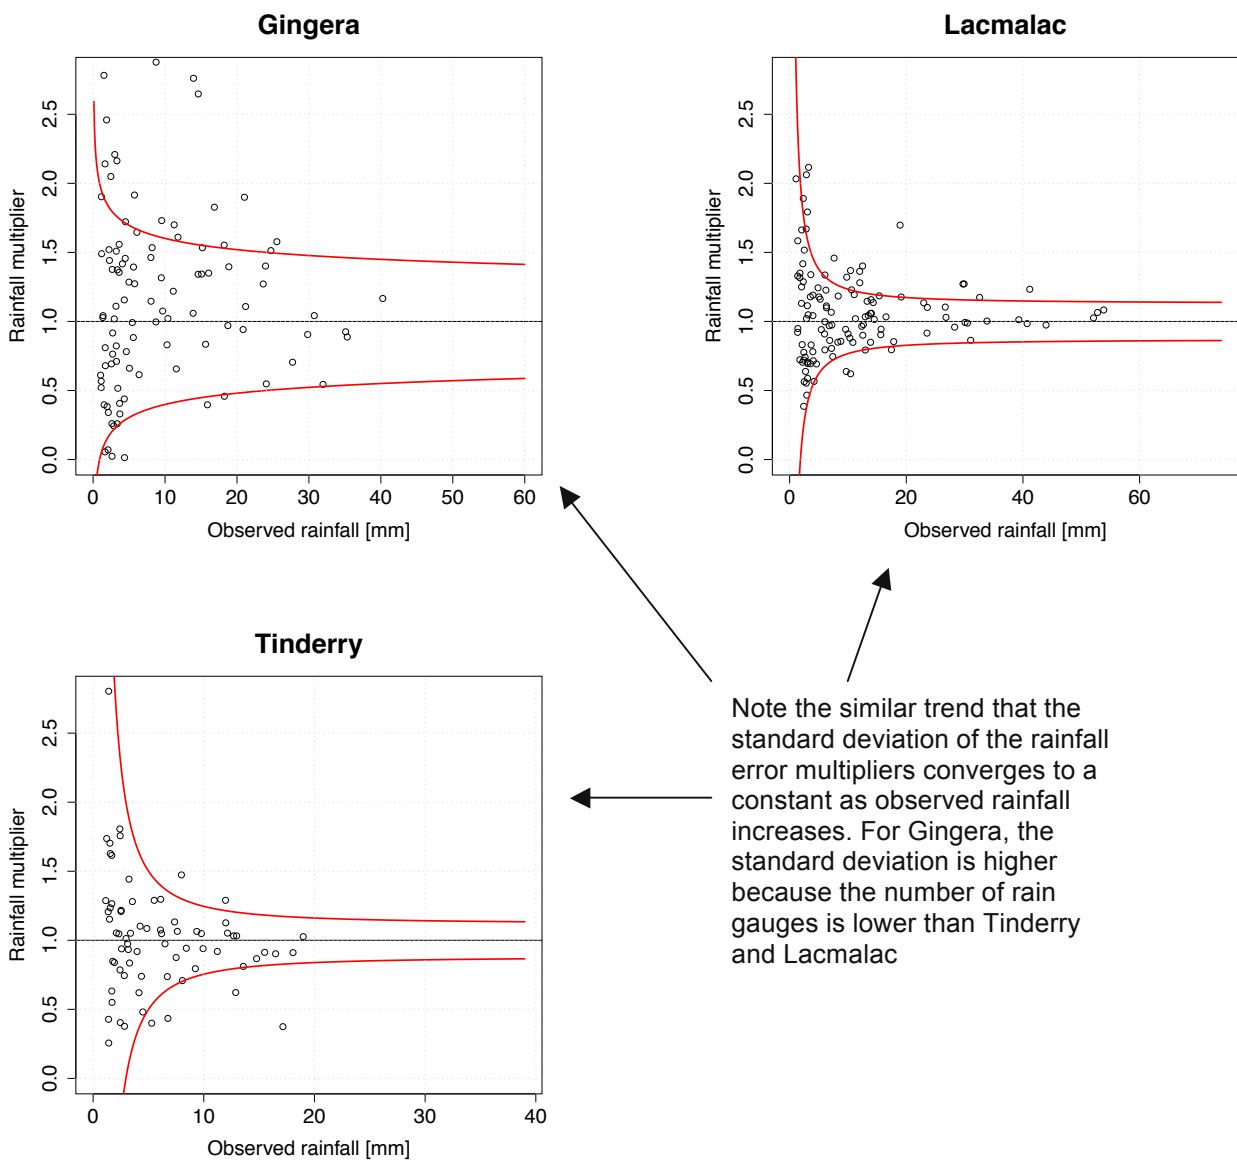 Gingera
Rainfall multiplier
0.0 0.5 1.0 1.5 2.0 2.5
0 10 20 30 40 50 60
Observed rainfall [mm]
Lacmalac
Rainfall multiplier
0.0 0.5 1.0 1.5 2.0 2.5
0 20 40 60
Observed rainfall [mm]
Tinderry
Rainfall multiplier
0.0 0.5 1.0 1.5 2.0 2.5
0 10 20 30 40
Observed rainfall [mm]
Note the similar trend that the
standard deviation of the rainfall
error multipliers converges to a
constant as observed rainfall
increases. For Gingera, the
standard deviation is higher
because the number of rain
gauges is lower than Tinderry
and Lacmalac